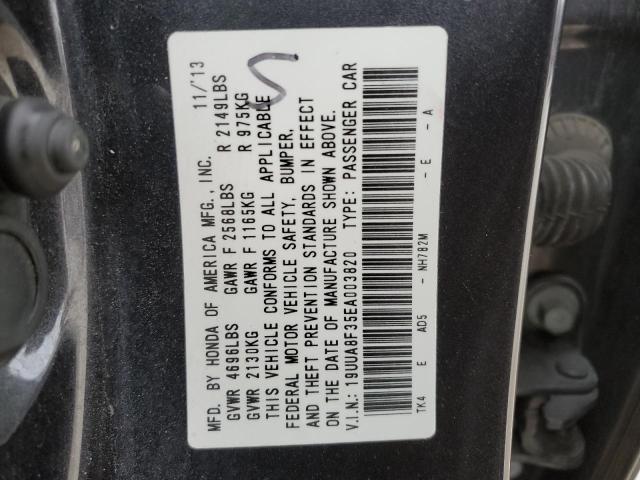 MFD. BY HONDA OF AMERICA MFG., INC. 11/'13
GVWR 4696LBS GAWR F 2568LBS R 2149LBS
GVWR 2130KG GAWR F 1165KG R 975KG
THIS VEHICLE CONFORMS TO ALL APPLICABLE
FEDERAL MOTOR VEHICLE SAFETY, BUMPER,
AND THEFT PREVENTION STANDARDS IN EFFECT
ON THE DATE OF MANUFACTURE SHOWN ABOVE.
V.I.N.: 19UUA8F35EA003820 TYPE: PASSENGER CAR
TK4 E AD5 - NH782M - E - A